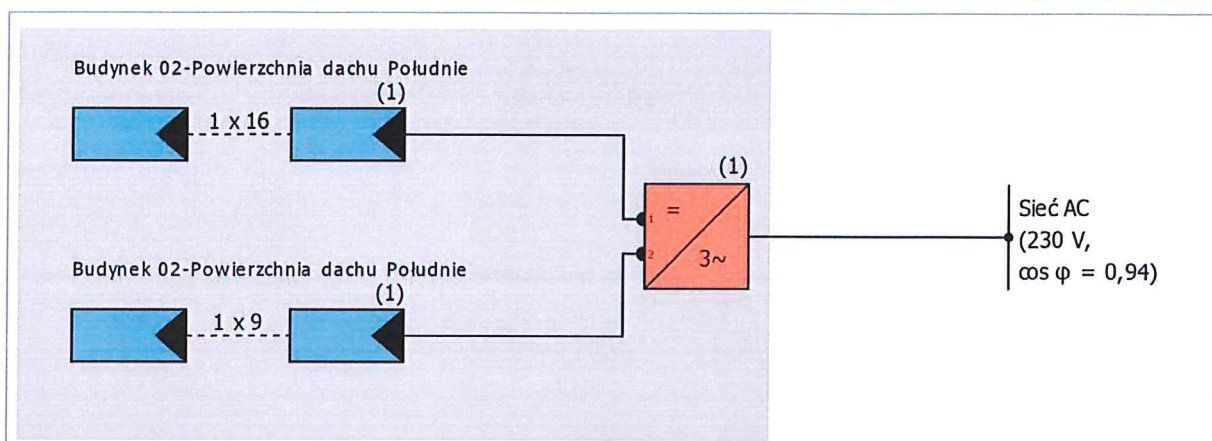 Budynek 02-Powierzchnia dachu Południe
(1)
1 x 16
(1)
1 =
2 3~
Sieć AC
(230 V,
cos φ = 0,94)
Budynek 02-Powierzchnia dachu Południe
(1)
1 x 9